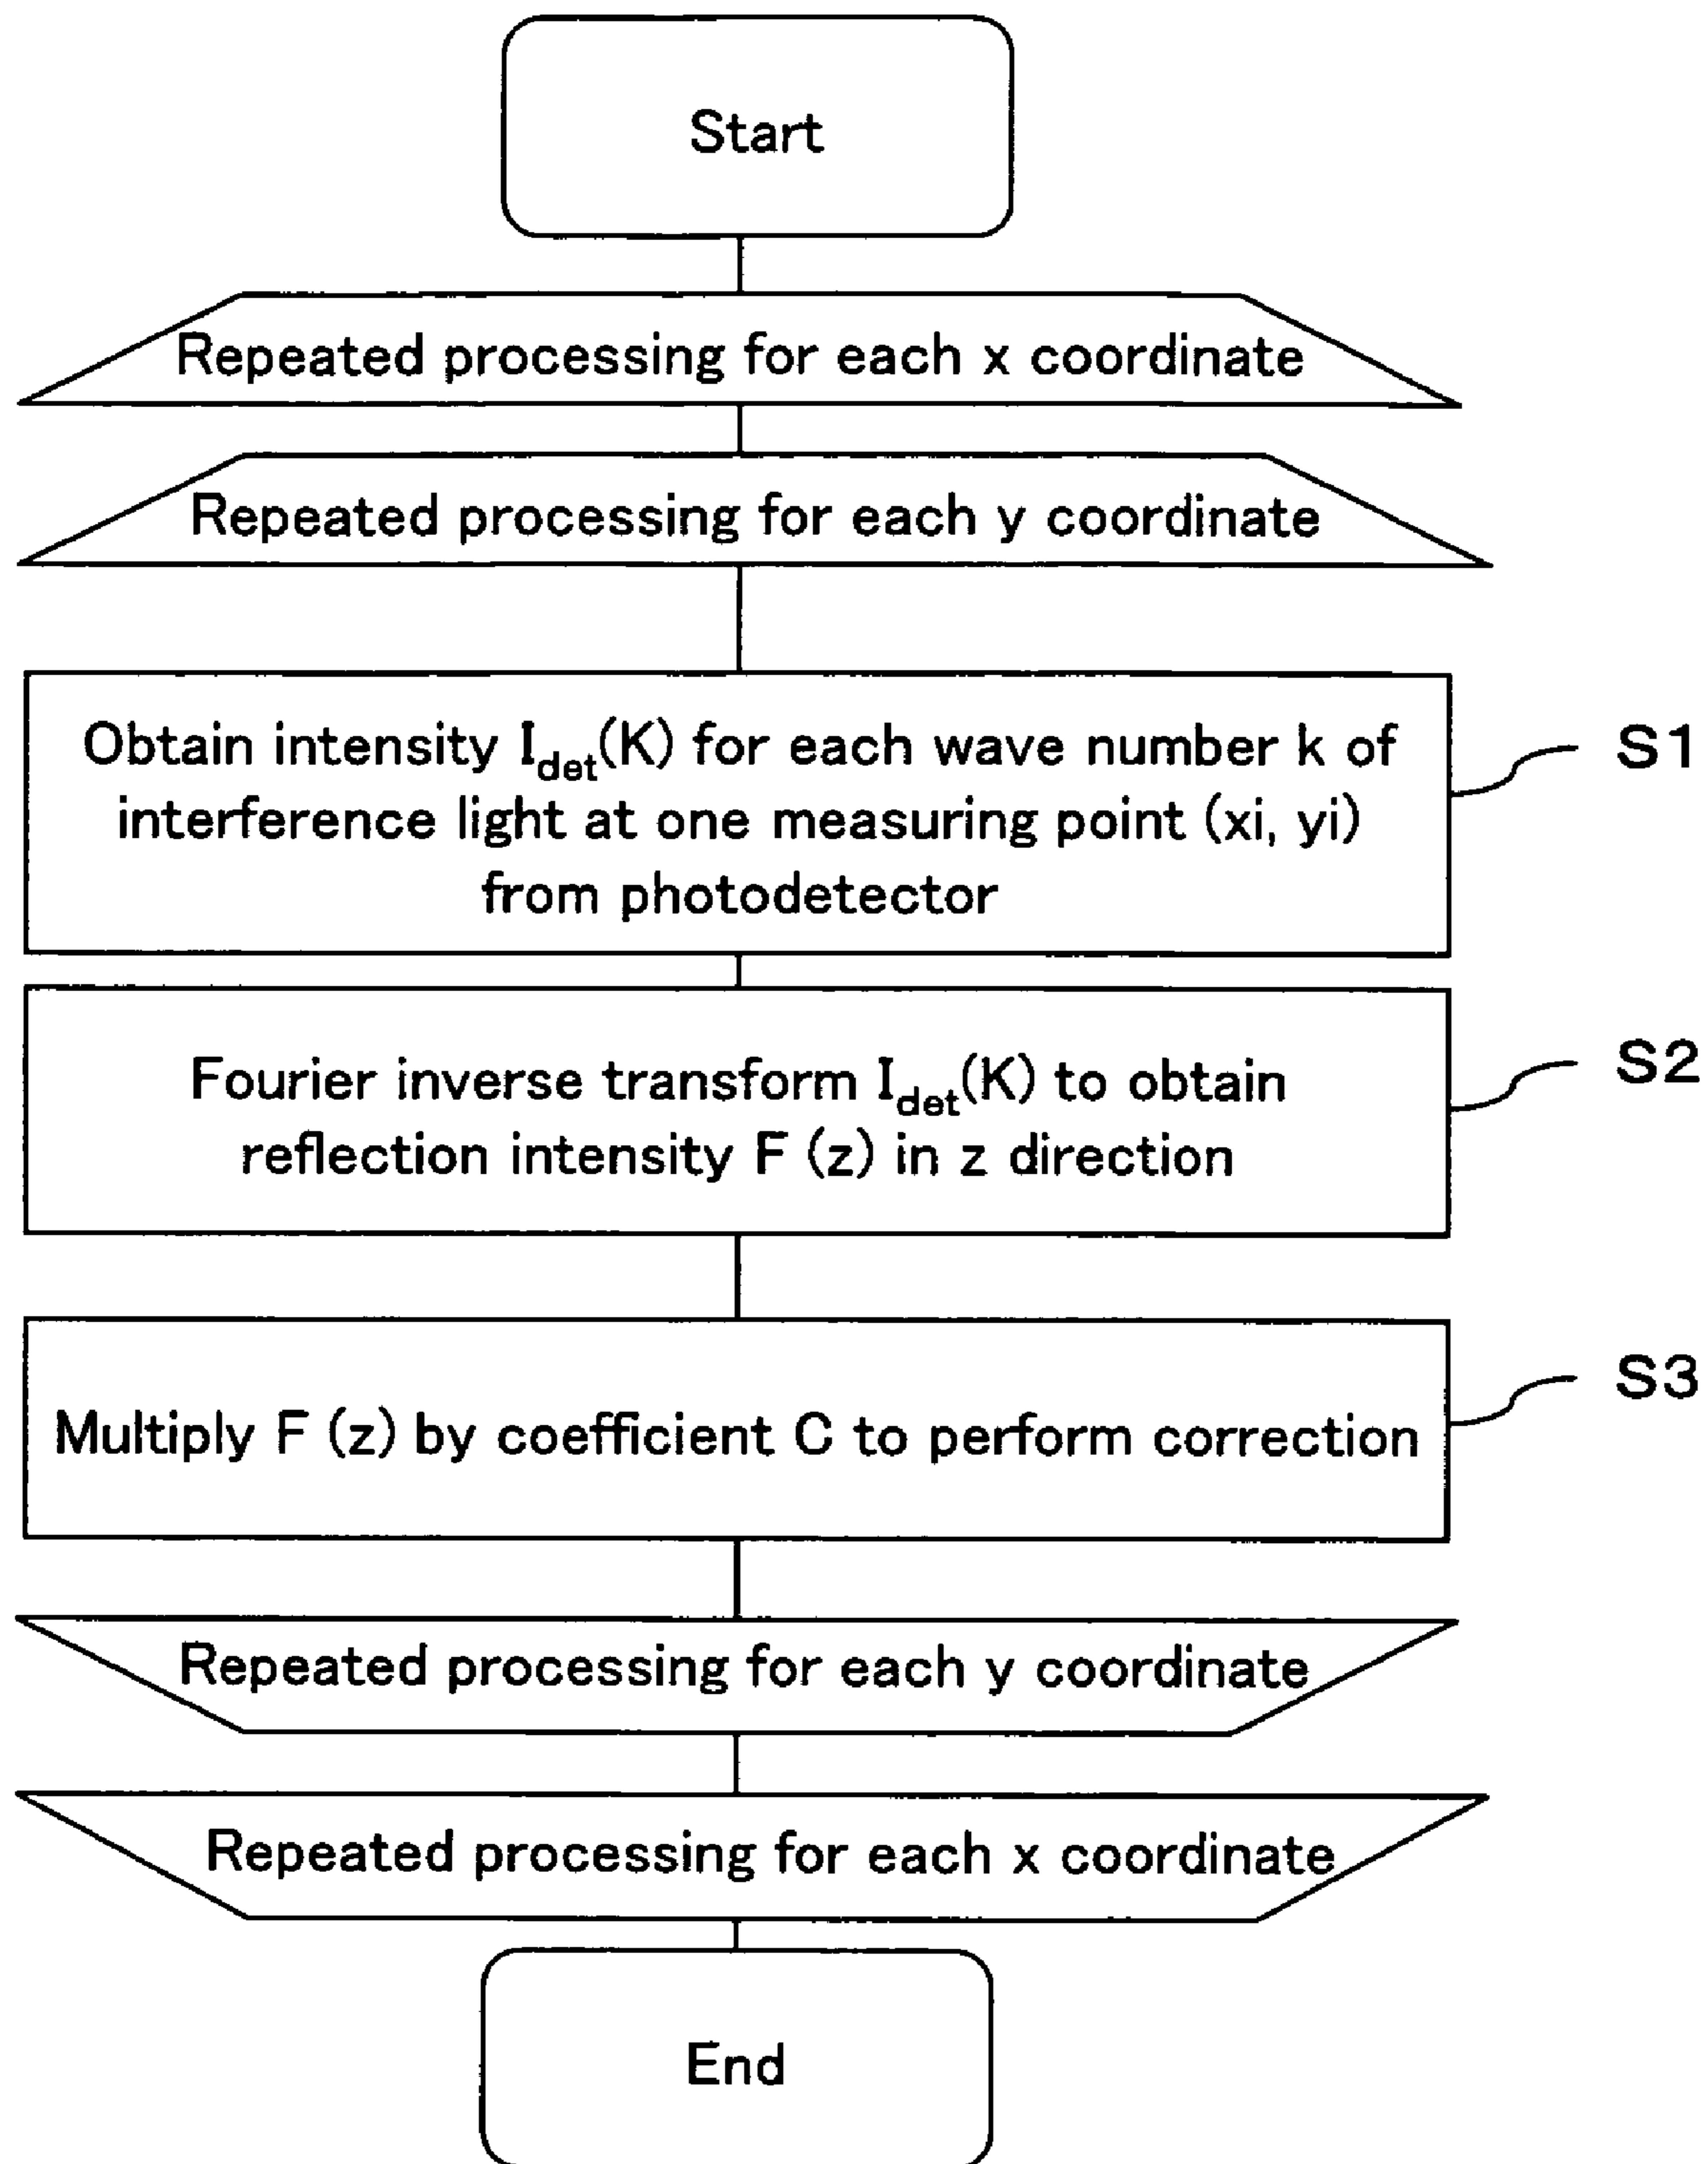 Start
Repeated processing for each x coordinate
Repeated processing for each y coordinate
Obtain intensity I_det(K) for each wave number k of
interference light at one measuring point (xi, yi)
from photodetector
S1
Fourier inverse transform I_det(K) to obtain
reflection intensity F (z) in z direction
S2
Multiply F (z) by coefficient C to perform correction
S3
Repeated processing for each y coordinate
Repeated processing for each x coordinate
End